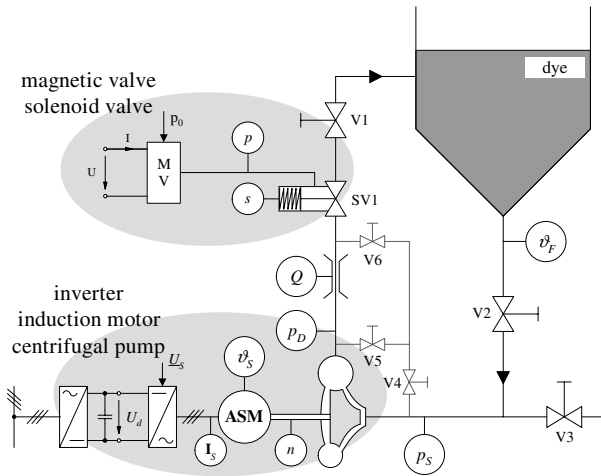 magnetic valve
solenoid valve
dye
p₀
I
U
M
V
p
s
V1
SV1
V6
Q
ϑF
V2
inverter
induction motor
centrifugal pump
pD
V5
V4
US
ϑS
Ud
ASM
IS
n
pS
V3